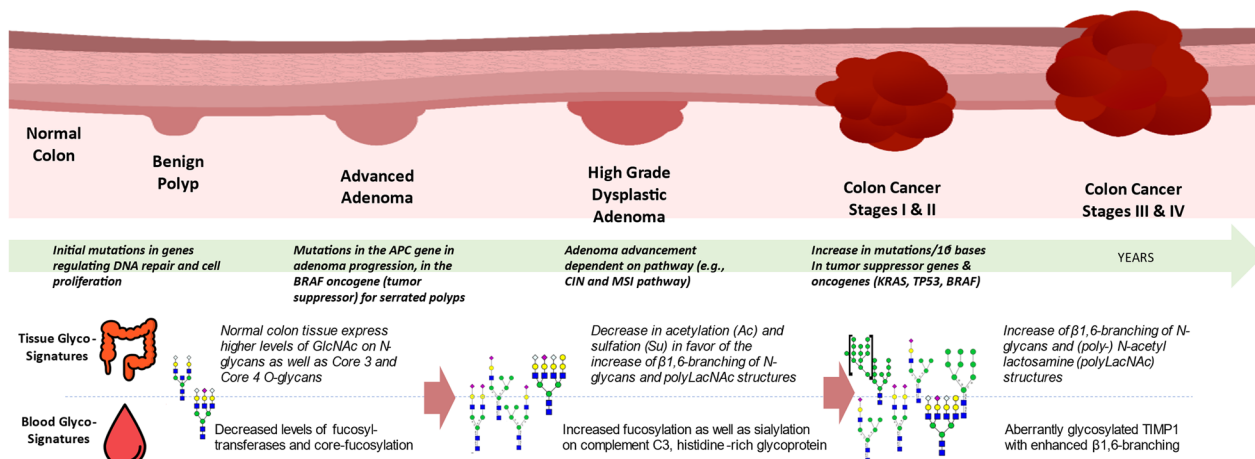 Normal
Colon
Benign
Polyp
Advanced
Adenoma
High Grade
Dysplastic
Adenoma
Colon Cancer
Stages I & II
Colon Cancer
Stages III & IV
Initial mutations in genes
regulating DNA repair and cell
proliferation
Mutations in the APC gene in
adenoma progression, in the
BRAF oncogene (tumor
suppressor) for serrated polyps
Adenoma advancement
dependent on pathway (e.g.,
CIN and MSI pathway)
Increase in mutations/10⁶ bases
In tumor suppressor genes &
oncogenes (KRAS, TP53, BRAF)
YEARS
Tissue Glyco-
Signatures
Normal colon tissue express
higher levels of GlcNAc on N-
glycans as well as Core 3 and
Core 4 O-glycans
Decrease in acetylation (Ac) and
sulfation (Su) in favor of the
increase of β1,6-branching of N-
glycans and polyLacNAc structures
Increase of β1,6-branching of N-
glycans and (poly-) N-acetyl
lactosamine (polyLacNAc)
structures
Blood Glyco-
Signatures
Decreased levels of fucosyl-
transferases and core-fucosylation
Increased fucosylation as well as sialylation
on complement C3, histidine-rich glycoprotein
Aberrantly glycosylated TIMP1
with enhanced β1,6-branching